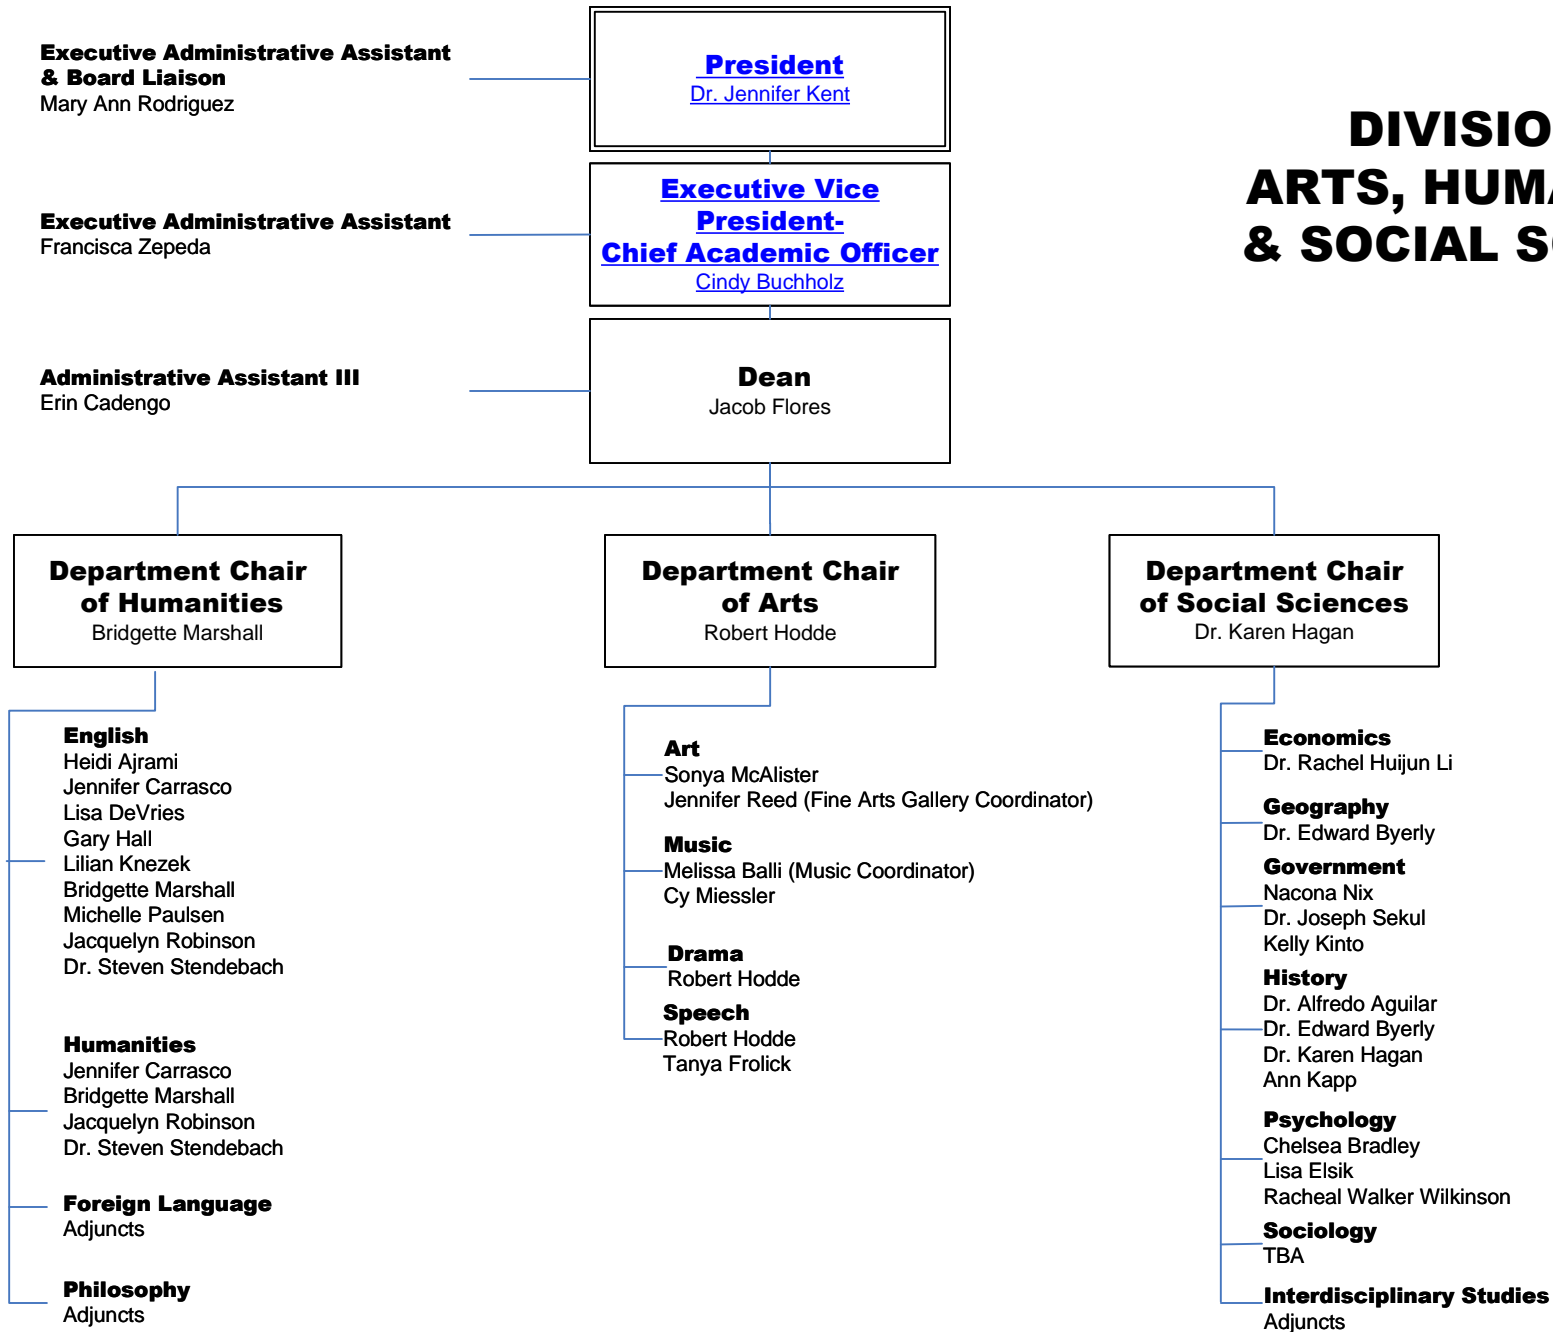 Executive Administrative Assistant
& Board Liaison
Mary Ann Rodriguez
President
Dr. Jennifer Kent
DIVISIO
ARTS, HUMA
& SOCIAL S
Executive Administrative Assistant
Francisca Zepeda
Executive Vice
President-
Chief Academic Officer
Cindy Buchholz
Administrative Assistant III
Erin Cadengo
Dean
Jacob Flores
Department Chair
of Humanities
Bridgette Marshall
English
Heidi Ajrami
Jennifer Carrasco
Lisa DeVries
Gary Hall
Lilian Knezek
Bridgette Marshall
Michelle Paulsen
Jacquelyn Robinson
Dr. Steven Stendebach
Humanities
Jennifer Carrasco
Bridgette Marshall
Jacquelyn Robinson
Dr. Steven Stendebach
Foreign Language
Adjuncts
Philosophy
Adjuncts
Department Chair
of Arts
Robert Hodde
Art
Sonya McAlister
Jennifer Reed (Fine Arts Gallery Coordinator)
Music
Melissa Balli (Music Coordinator)
Cy Miessler
Drama
Robert Hodde
Speech
Robert Hodde
Tanya Frolick
Department Chair
of Social Sciences
Dr. Karen Hagan
Economics
Dr. Rachel Huijun Li
Geography
Dr. Edward Byerly
Government
Nacona Nix
Dr. Joseph Sekul
Kelly Kinto
History
Dr. Alfredo Aguilar
Dr. Edward Byerly
Dr. Karen Hagan
Ann Kapp
Psychology
Chelsea Bradley
Lisa Elsik
Racheal Walker Wilkinson
Sociology
TBA
Interdisciplinary Studies
Adjuncts